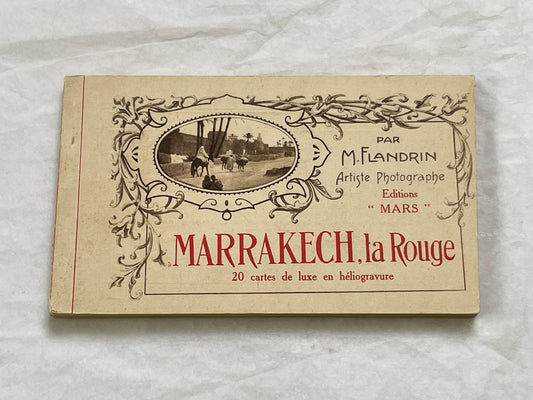 PAR
M. FLANDRIN
Artiste Photographe
Editions
"MARS"
MARRAKECH, la Rouge
20 cartes de luxe en héliogravure